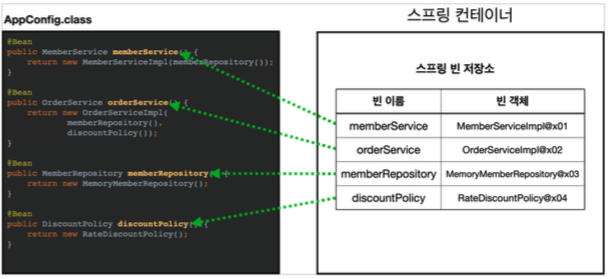 AppConfig.class
@Bean
public MemberService memberService() {
return new MemberServiceImpl(memberRepository());
}
@Bean
public OrderService orderService() {
return new OrderServiceImpl(
memberRepository(),
discountPolicy());
}
@Bean
public MemberRepository memberRepository() {
return new MemoryMemberRepository();
}
@Bean
public DiscountPolicy discountPolicy() {
return new RateDiscountPolicy();
}
스프링 컨테이너
스프링 빈 저장소
빈 이름 빈 객체
memberService MemberServiceImpl@x01
orderService OrderServiceImpl@x02
memberRepository MemoryMemberRepository@x03
discountPolicy RateDiscountPolicy@x04